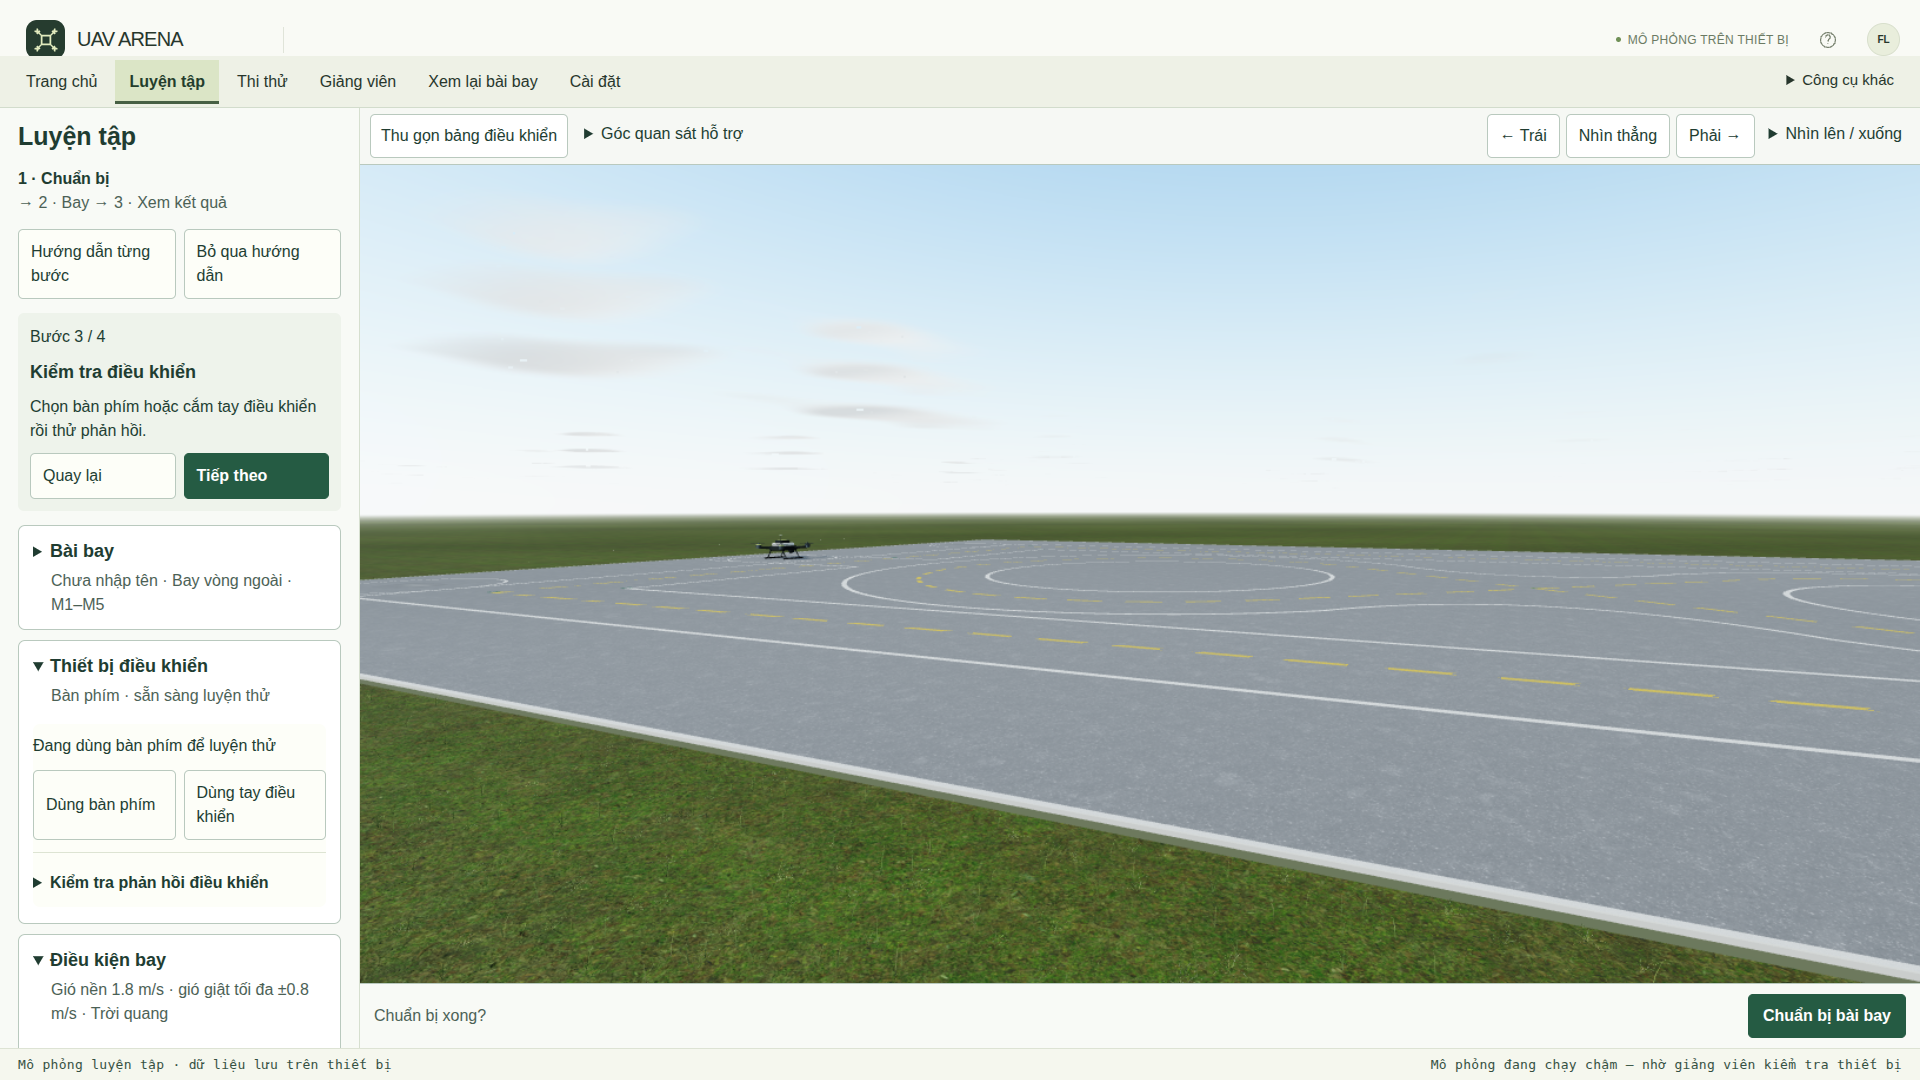 UAV ARENA
MÔ PHỎNG TRÊN THIẾT BỊ
FL
Trang chủ
Luyện tập
Thi thử
Giảng viên
Xem lại bài bay
Cài đặt
Công cụ khác
Luyện tập
1 · Chuẩn bị
→ 2 · Bay → 3 · Xem kết quả
Hướng dẫn từng
bước
Bỏ qua hướng
dẫn
Bước 3 / 4
Kiểm tra điều khiển
Chọn bàn phím hoặc cắm tay điều khiển
rồi thử phản hồi.
Quay lại
Tiếp theo
Bài bay
Chưa nhập tên · Bay vòng ngoài ·
M1–M5
Thiết bị điều khiển
Bàn phím · sẵn sàng luyện thử
Đang dùng bàn phím để luyện thử
Dùng bàn phím
Dùng tay điều
khiển
Kiểm tra phản hồi điều khiển
Điều kiện bay
Gió nền 1.8 m/s · gió giật tối đa ±0.8
m/s · Trời quang
Thu gọn bảng điều khiển
Góc quan sát hỗ trợ
← Trái
Nhìn thẳng
Phải →
Nhìn lên / xuống
Chuẩn bị xong?
Chuẩn bị bài bay
Mô phỏng luyện tập · dữ liệu lưu trên thiết bị
Mô phỏng đang chạy chậm — nhờ giảng viên kiểm tra thiết bị